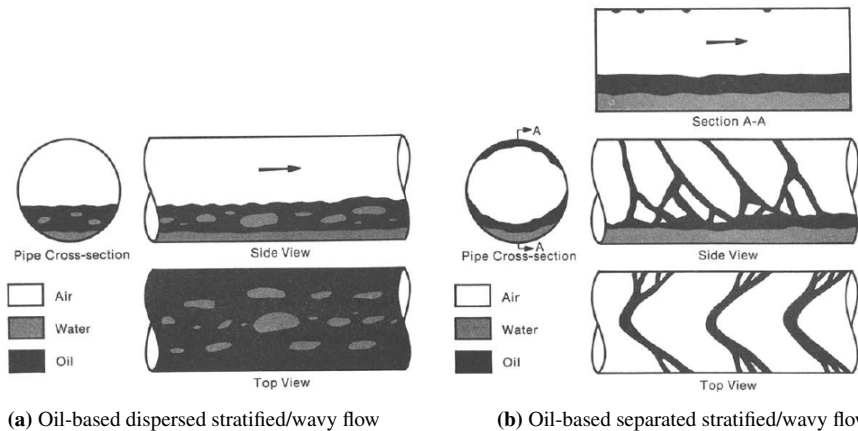 Pipe Cross-section
Side View
Air
Water
Oil
Top View
(a) Oil-based dispersed stratified/wavy flow
Section A-A
A
A
Pipe Cross-section
Side View
Air
Water
Oil
Top View
(b) Oil-based separated stratified/wavy flow